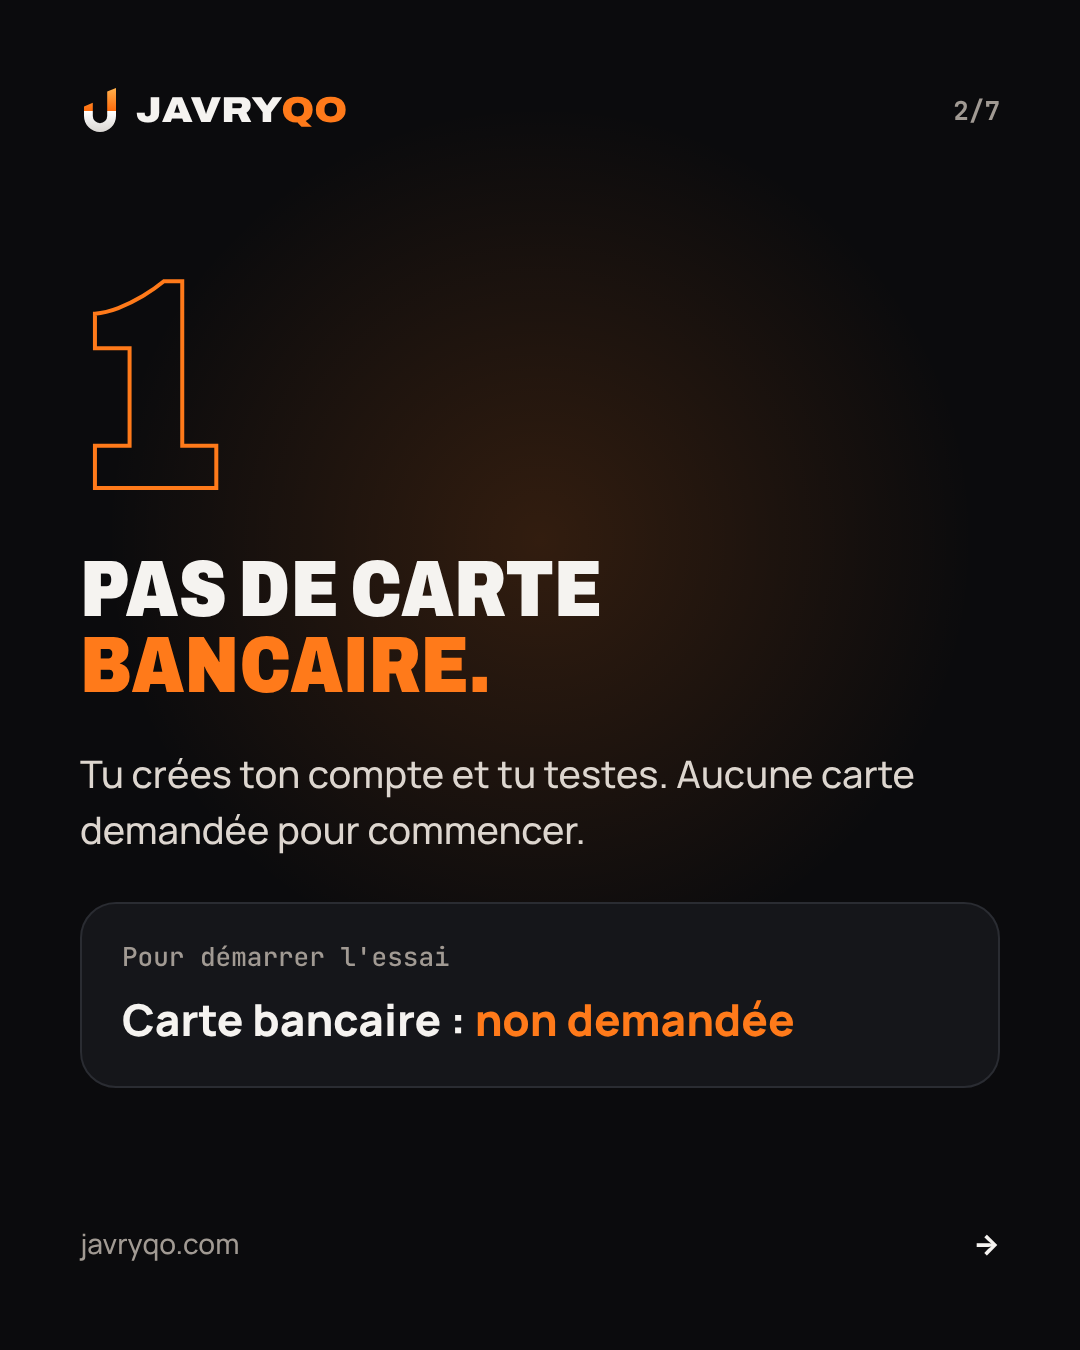 JAVRYQO
2/7
1
PAS DE CARTE
BANCAIRE.
Tu crées ton compte et tu testes. Aucune carte
demandée pour commencer.
Pour démarrer l'essai
Carte bancaire : non demandée
javryqo.com
→